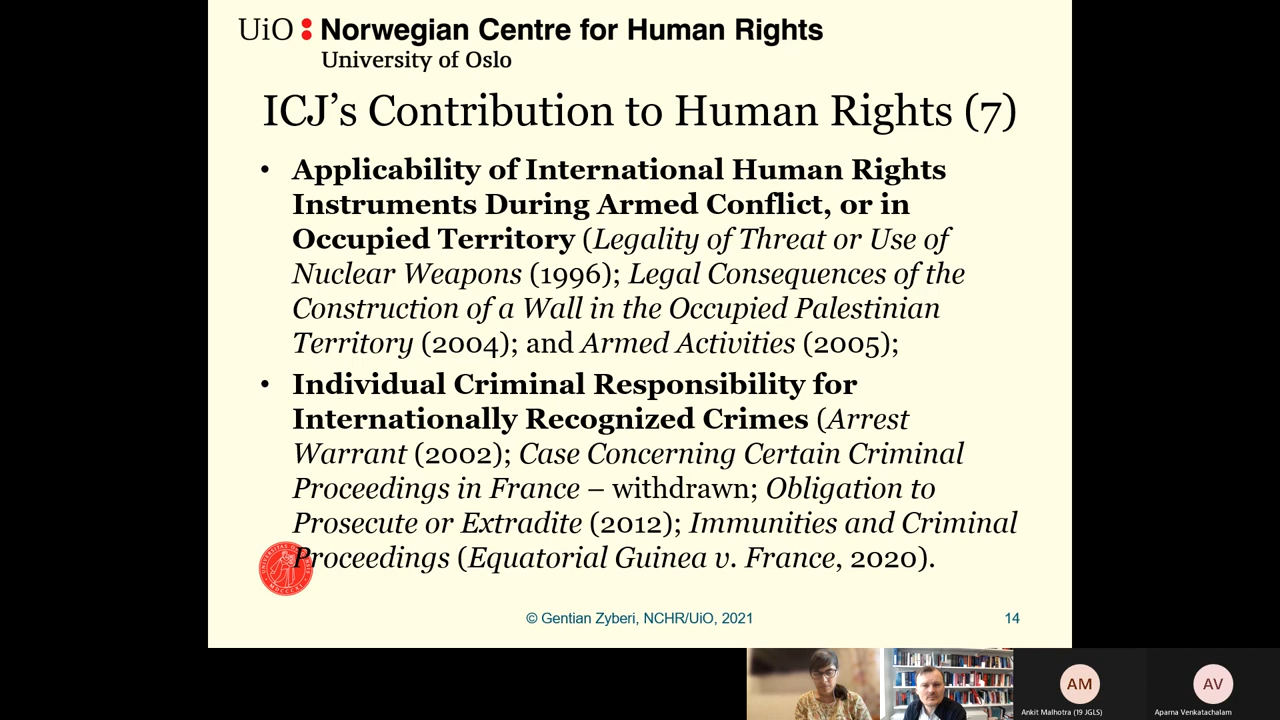 UiO : Norwegian Centre for Human Rights
University of Oslo
ICJ’s Contribution to Human Rights (7)
• Applicability of International Human Rights
Instruments During Armed Conflict, or in
Occupied Territory (Legality of Threat or Use of
Nuclear Weapons (1996); Legal Consequences of the
Construction of a Wall in the Occupied Palestinian
Territory (2004); and Armed Activities (2005);
• Individual Criminal Responsibility for
Internationally Recognized Crimes (Arrest
Warrant (2002); Case Concerning Certain Criminal
Proceedings in France – withdrawn; Obligation to
Prosecute or Extradite (2012); Immunities and Criminal
Proceedings (Equatorial Guinea v. France, 2020).
© Gentian Zyberi, NCHR/UiO, 2021
14
AM
AV
Ankit Malhotra (19 JGLS)
Aparna Venkatachalam